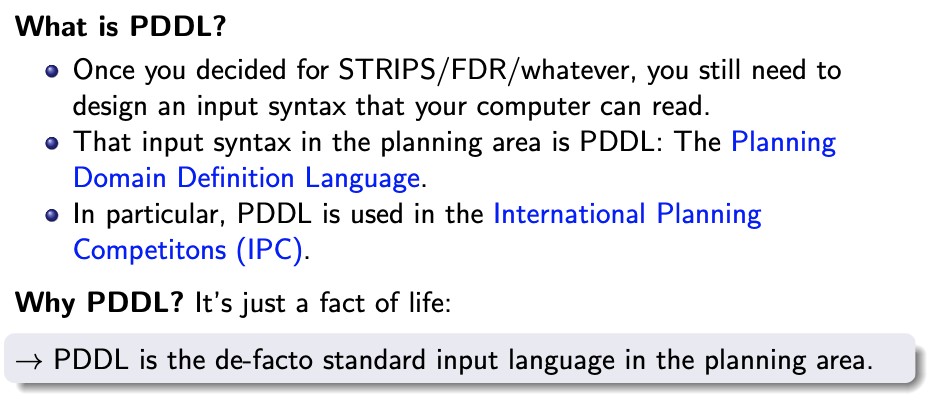 What is PDDL?
Once you decided for STRIPS/FDR/whatever, you still need to
design an input syntax that your computer can read.
That input syntax in the planning area is PDDL: The Planning
Domain Definition Language.
In particular, PDDL is used in the International Planning
Competitons (IPC).
Why PDDL? It's just a fact of life:
→ PDDL is the de-facto standard input language in the planning area.